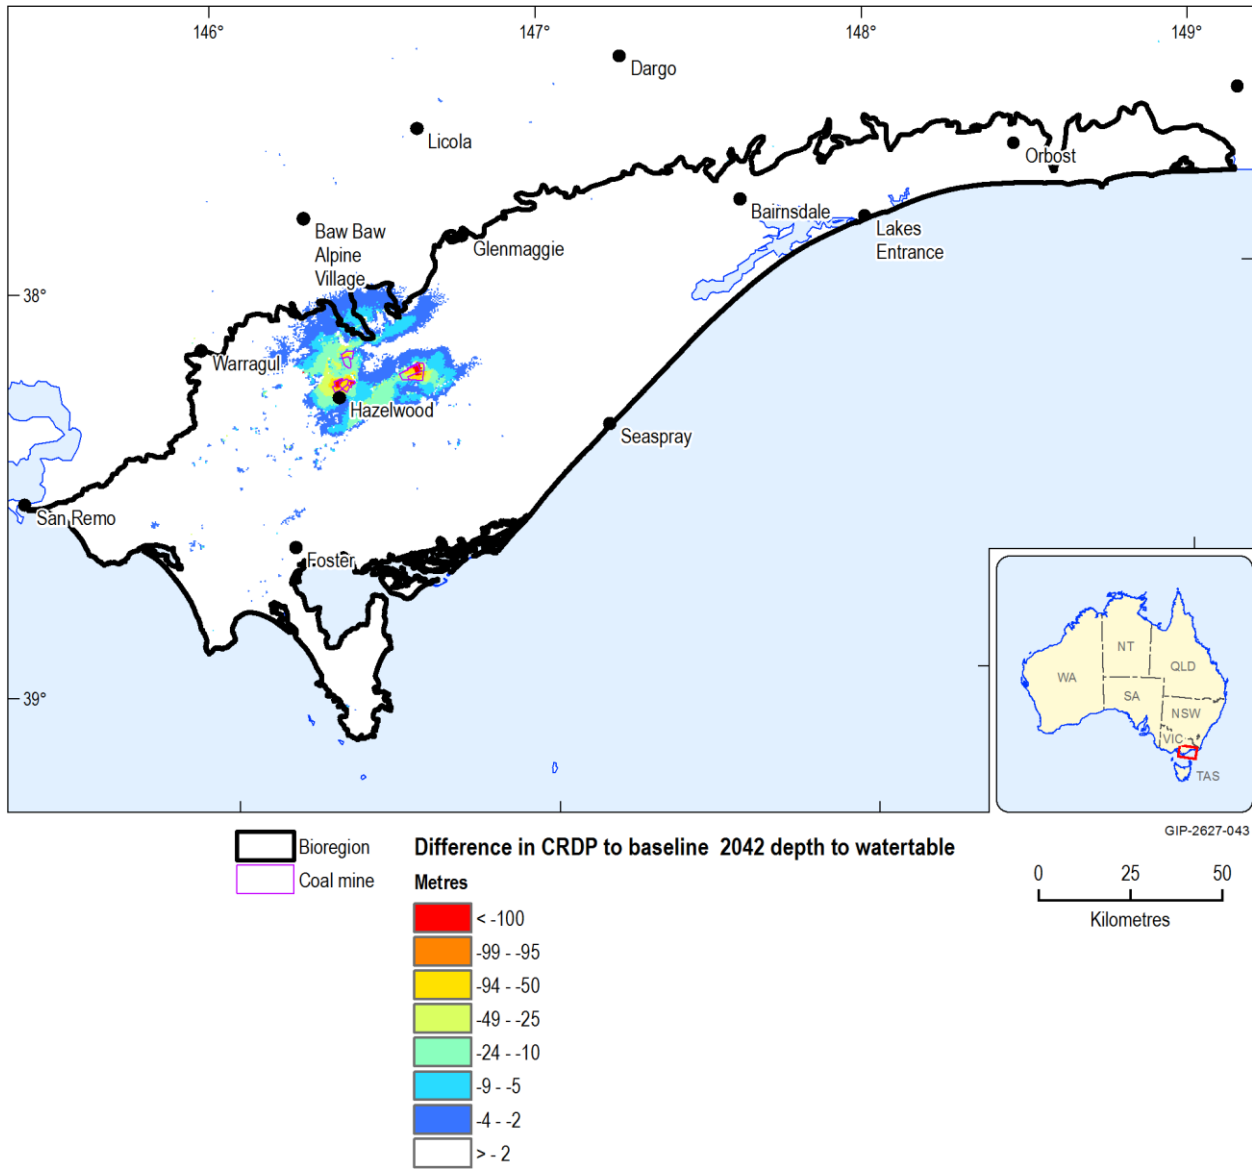 146°
147°
148°
149°
Dargo
Licola
Orbost
Baw Baw
Alpine
Village
Glenmaggie
Bairnsdale
Lakes
Entrance
38°
Warragul
Hazelwood
Seaspray
San Remo
Foster
39°
NT
QLD
WA
SA
NSW
VIC
TAS
GIP-2627-043
Bioregion
Coal mine
Difference in CRDP to baseline 2042 depth to watertable
Metres
< -100
-99 - -95
-94 - -50
-49 - -25
-24 - -10
-9 - -5
-4 - -2
> - 2
0 25 50
Kilometres